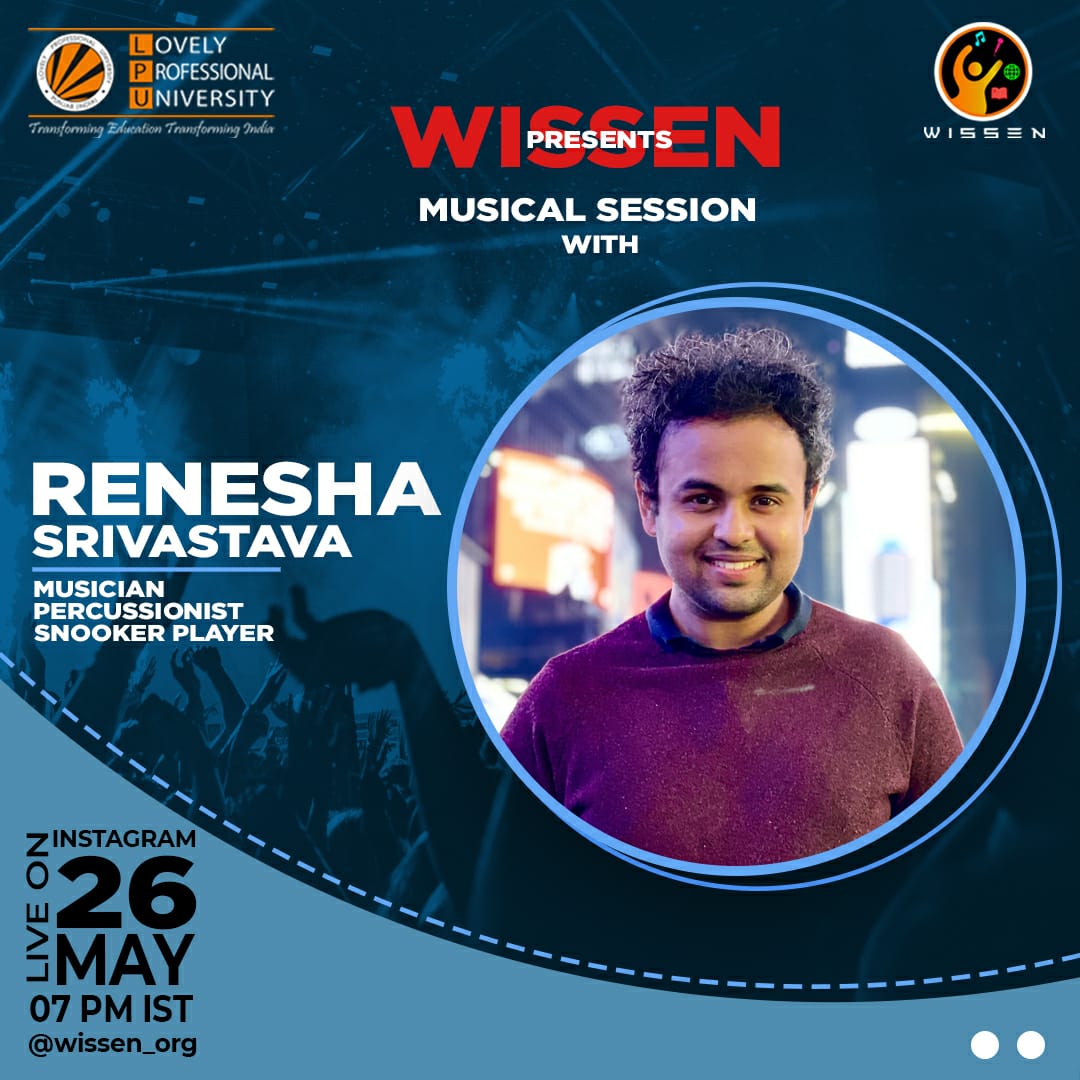 LOVELY
PROFESSIONAL
UNIVERSITY
Transforming Education Transforming India
WISSEN
WISSEN
PRESENTS
MUSICAL SESSION
WITH
RENESHA
SRIVASTAVA
MUSICIAN
PERCUSSIONIST
SNOOKER PLAYER
LIVE ON
INSTAGRAM
26
MAY
07 PM IST
@wissen_org